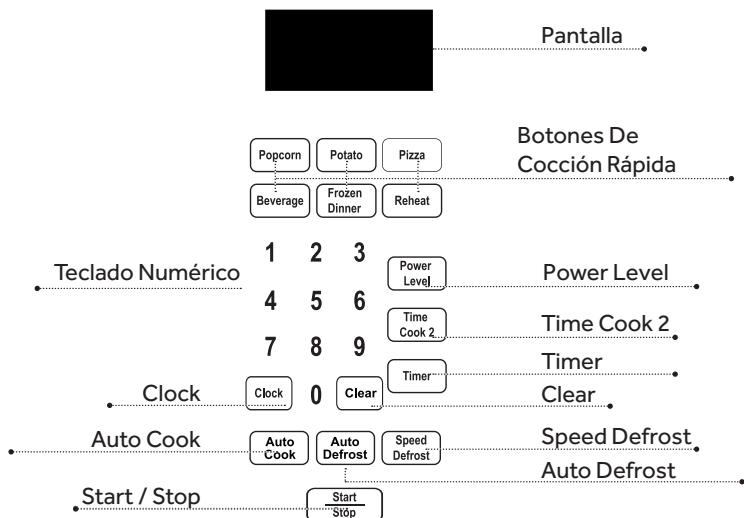 Pantalla
Botones De
Cocción Rápida
Popcorn Potato Pizza
Beverage Frozen Dinner Reheat
1 2 3
Teclado Numérico
Power Level
Power Level
4 5 6
Time Cook 2
Time Cook 2
7 8 9
Timer
Timer
Clock
Clock 0 Clear
Clear
Auto Cook
Auto Cook Auto Defrost Speed Defrost
Speed Defrost
Auto Defrost
Start / Stop
Start
Stop